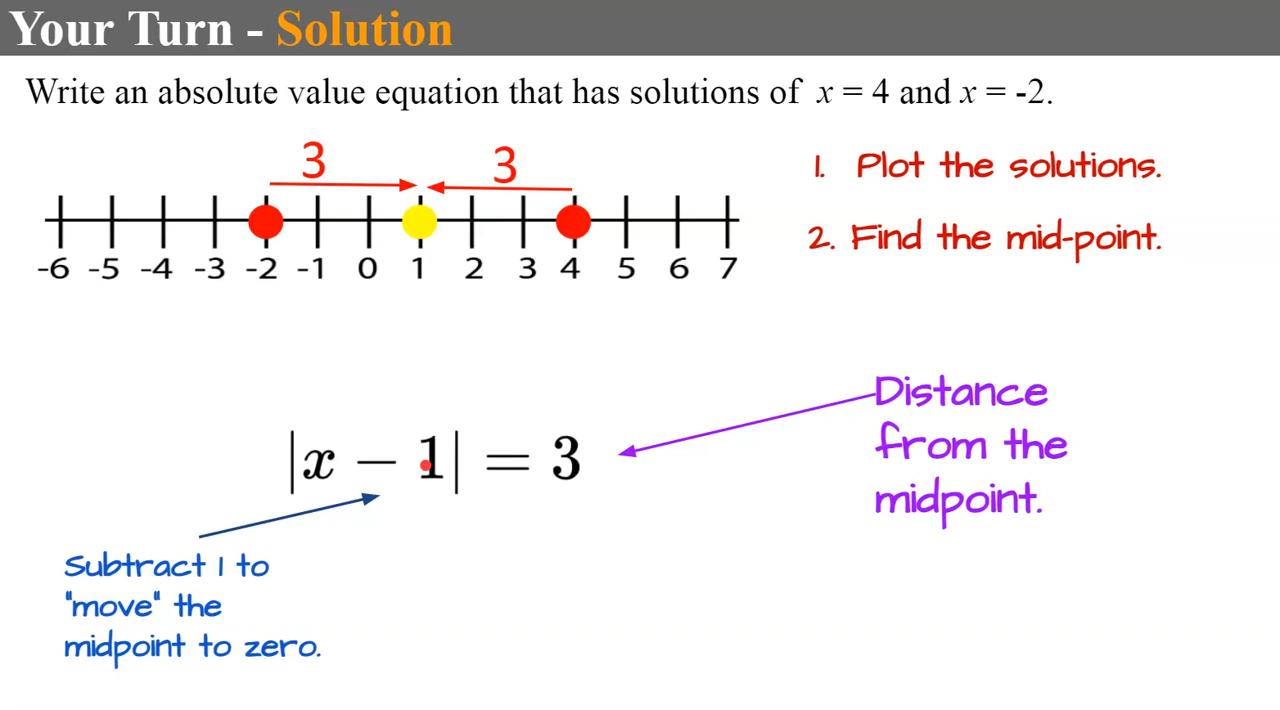 Your Turn - Solution
Write an absolute value equation that has solutions of x = 4 and x = -2.
3 3
-6 -5 -4 -3 -2 -1 0 1 2 3 4 5 6 7
1. Plot the solutions.
2. Find the mid-point.
|x − 1| = 3
Distance
from the
midpoint.
Subtract 1 to
"move" the
midpoint to zero.